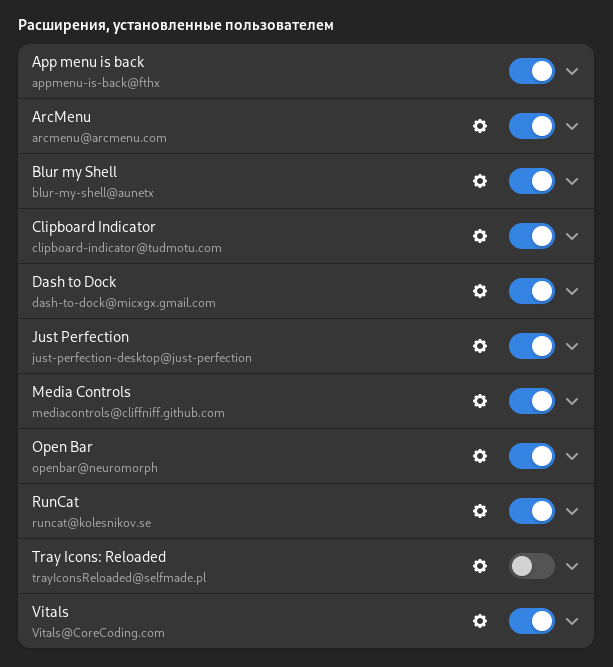 Расширения, установленные пользователем
App menu is back
appmenu-is-back@fthx
ArcMenu
arcmenu@arcmenu.com
Blur my Shell
blur-my-shell@aunetx
Clipboard Indicator
clipboard-indicator@tudmotu.com
Dash to Dock
dash-to-dock@micxgx.gmail.com
Just Perfection
just-perfection-desktop@just-perfection
Media Controls
mediacontrols@cliffniff.github.com
Open Bar
openbar@neuromorph
RunCat
runcat@kolesnikov.se
Tray Icons: Reloaded
trayIconsReloaded@selfmade.pl
Vitals
Vitals@CoreCoding.com